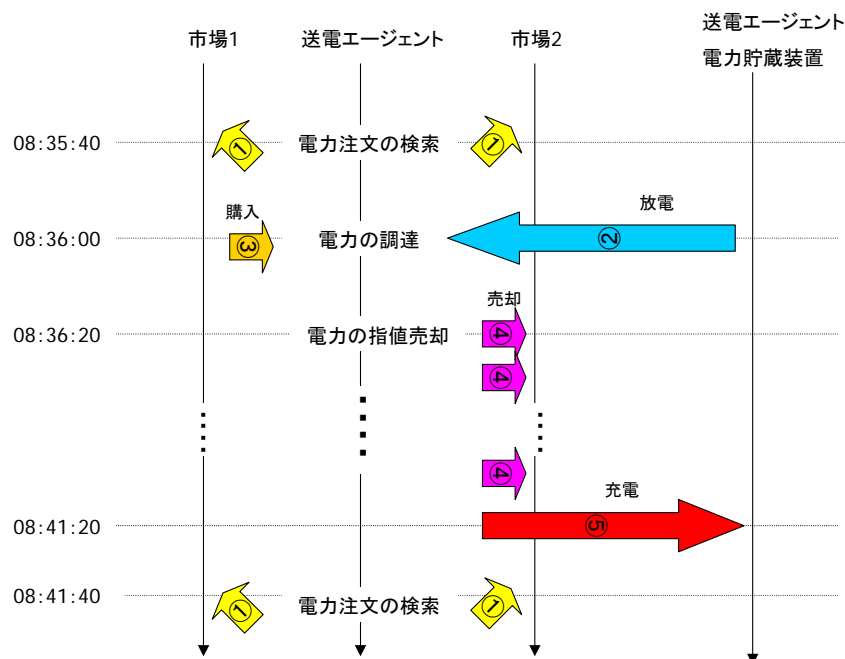 市場1
送電エージェント
市場2
送電エージェント
電力貯蔵装置
08:35:40
①
電力注文の検索
①
購入
放電
08:36:00
③
電力の調達
②
売却
08:36:20
電力の指値売却
④
④
④
充電
08:41:20
⑤
08:41:40
①
電力注文の検索
①